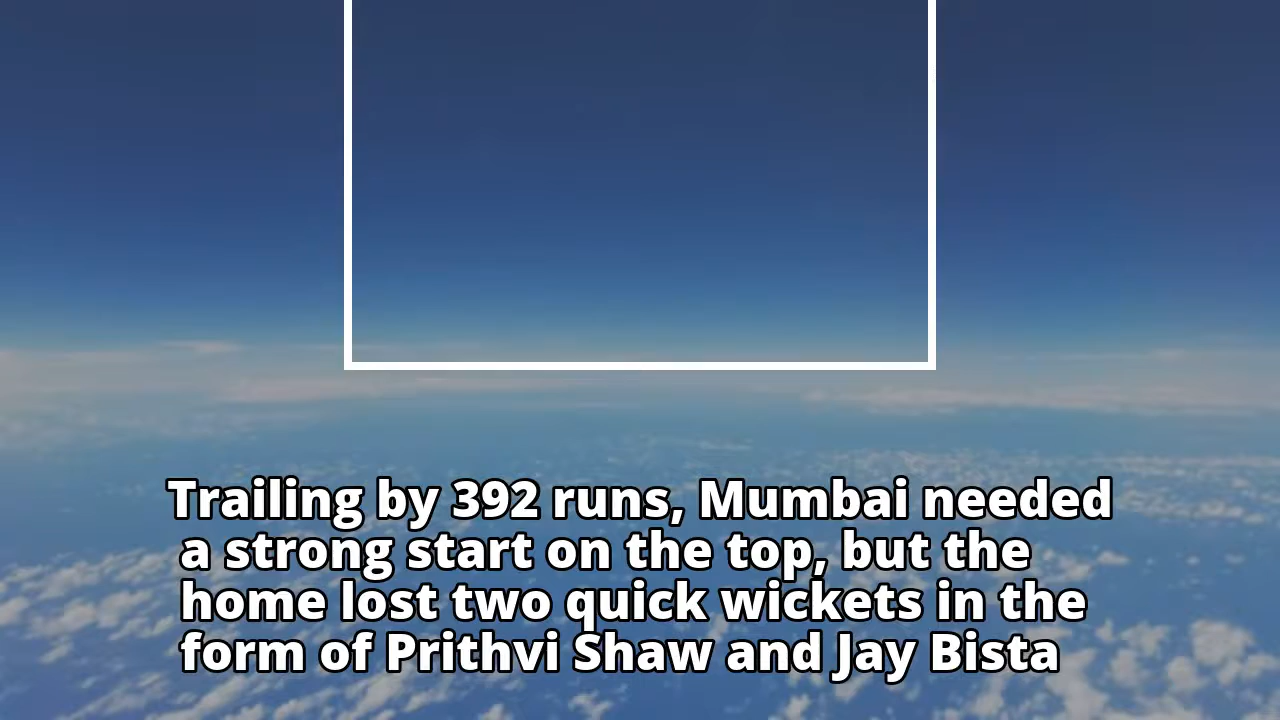 Trailing by 392 runs, Mumbai needed
a strong start on the top, but the
home lost two quick wickets in the
form of Prithvi Shaw and Jay Bista